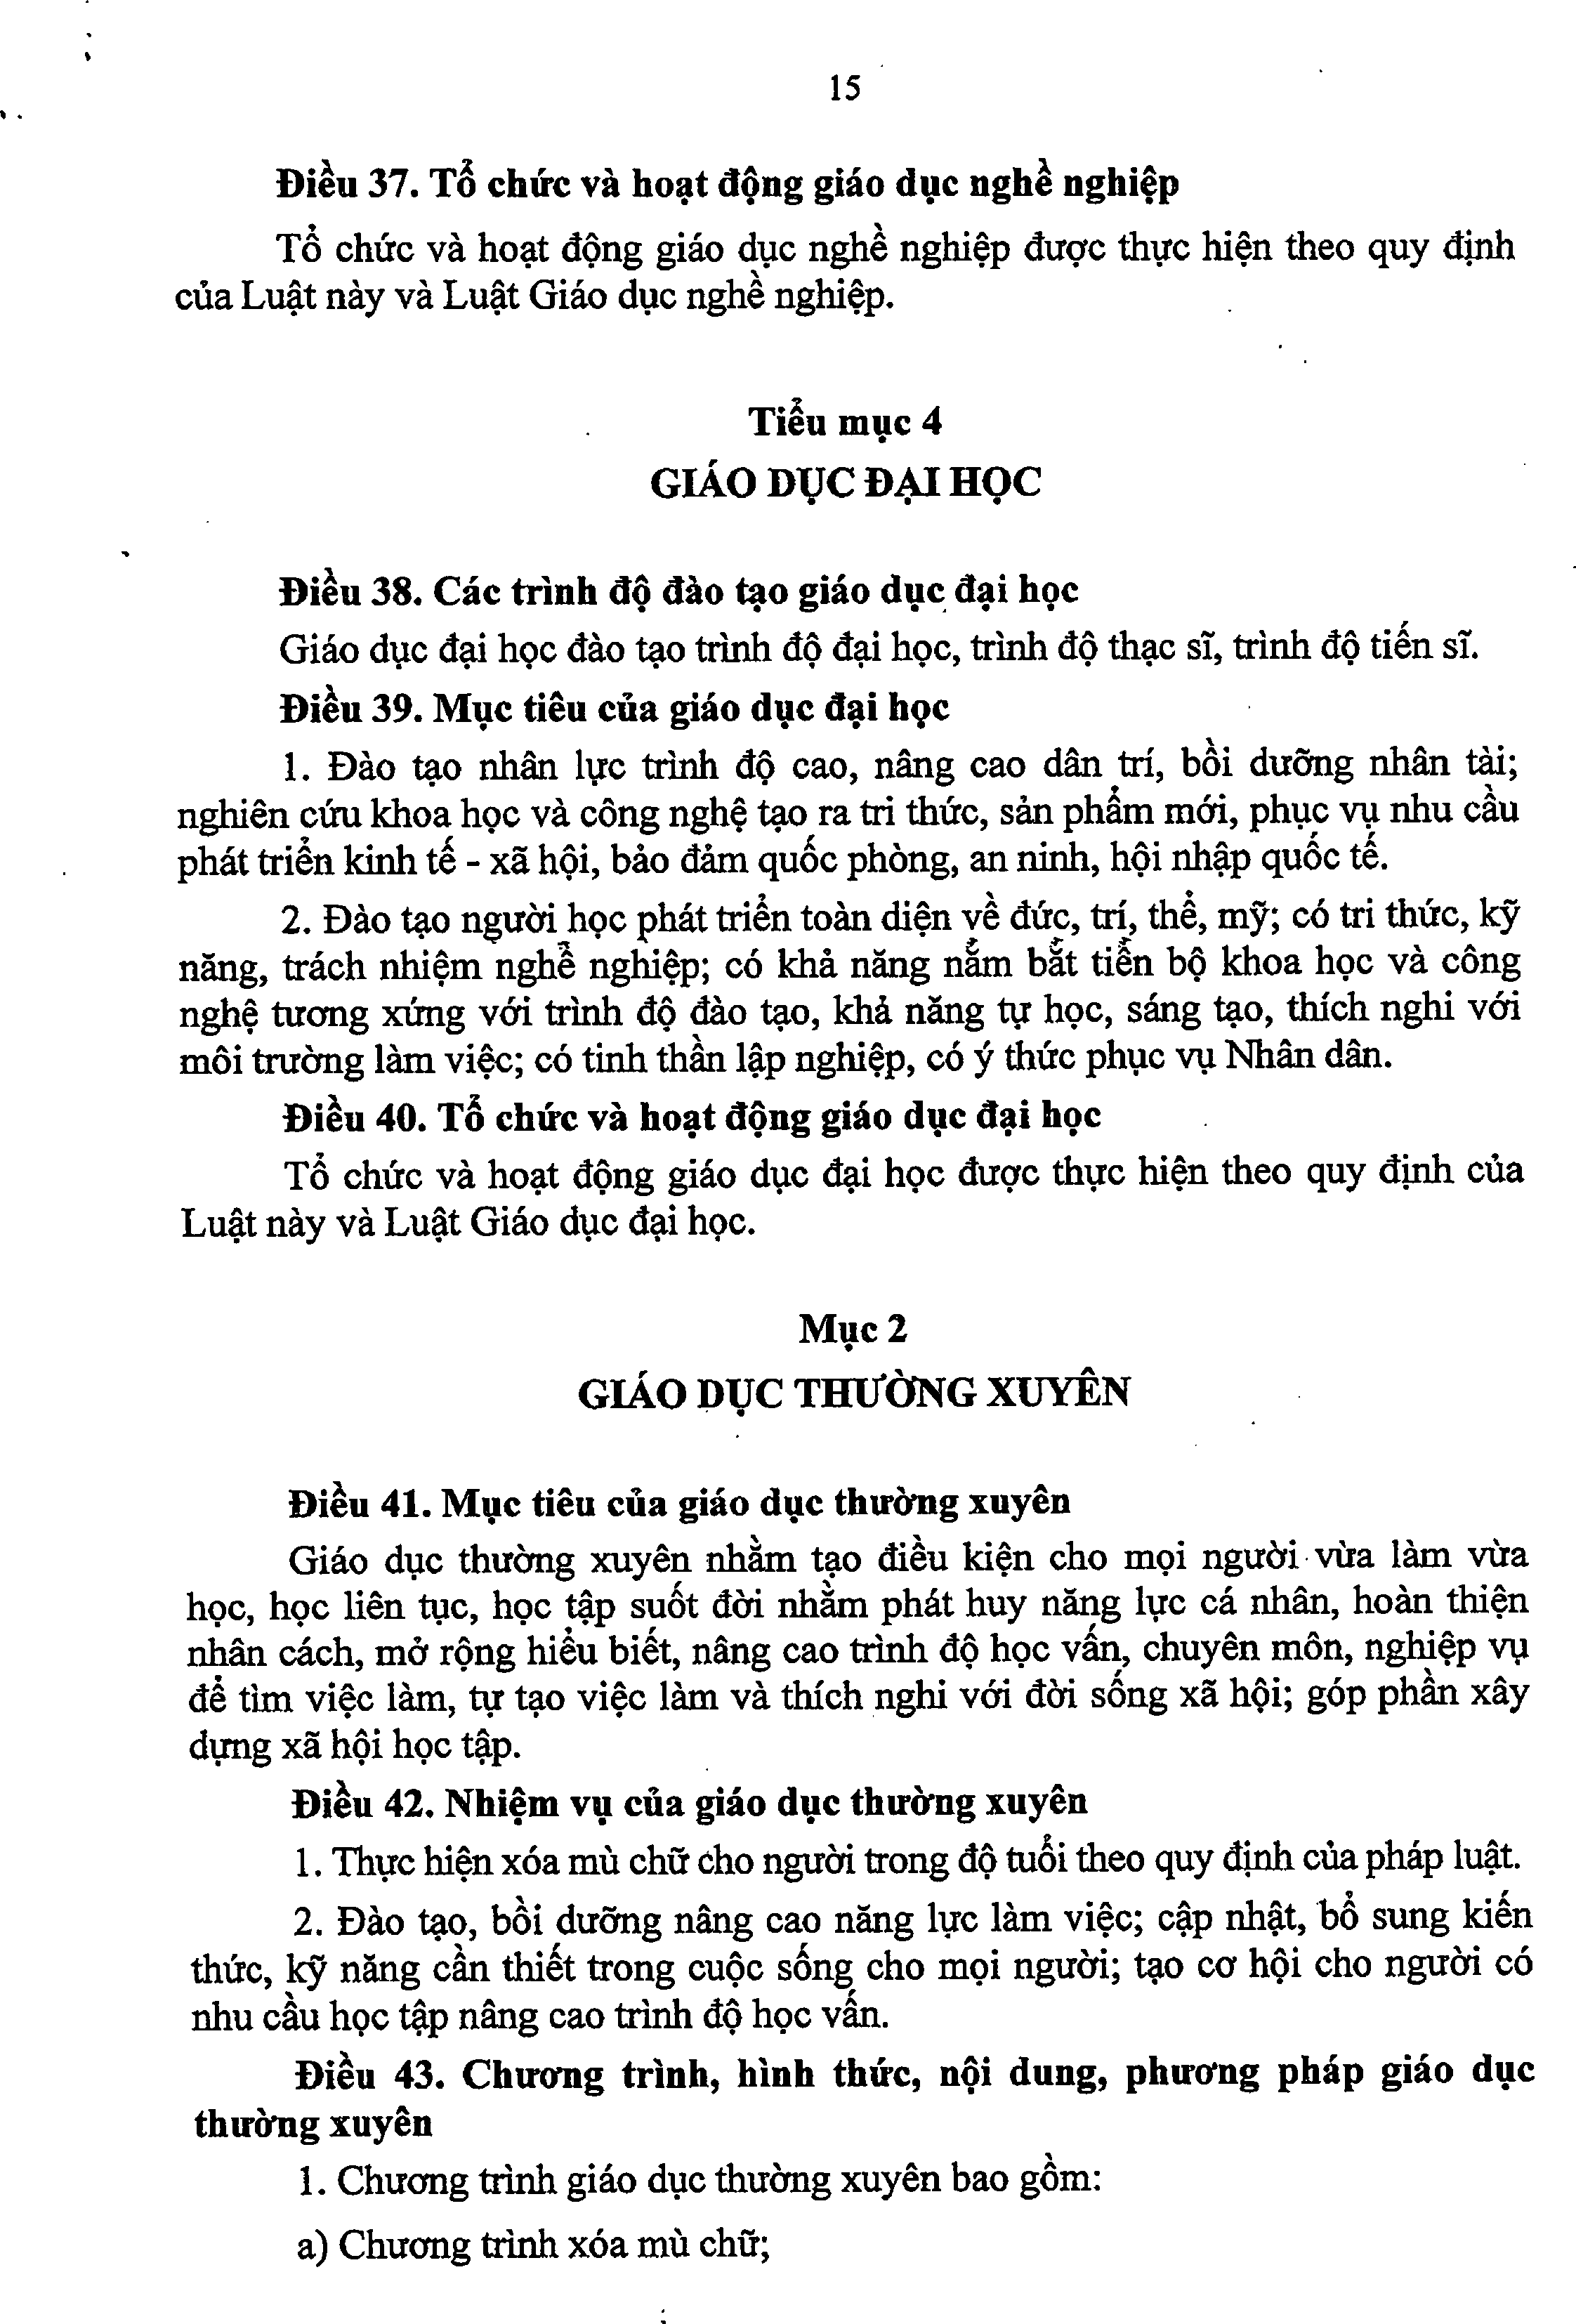 15
Điều 37. Tổ chức và hoạt động giáo dục nghề nghiệp
Tổ chức và hoạt động giáo dục nghề nghiệp được thực hiện theo quy định
của Luật này và Luật Giáo dục nghề nghiệp.
Tiểu mục 4
GIÁO DỤC ĐẠI HỌC
Điều 38. Các trình độ đào tạo giáo dục đại học
Giáo dục đại học đào tạo trình độ đại học, trình độ thạc sĩ, trình độ tiến sĩ.
Điều 39. Mục tiêu của giáo dục đại học
1. Đào tạo nhân lực trình độ cao, nâng cao dân trí, bồi dưỡng nhân tài;
nghiên cứu khoa học và công nghệ tạo ra tri thức, sản phẩm mới, phục vụ nhu cầu
phát triển kinh tế - xã hội, bảo đảm quốc phòng, an ninh, hội nhập quốc tế.
2. Đào tạo người học phát triển toàn diện về đức, trí, thể, mỹ; có tri thức, kỹ
năng, trách nhiệm nghề nghiệp; có khả năng nắm bắt tiến bộ khoa học và công
nghệ tương xứng với trình độ đào tạo, khả năng tự học, sáng tạo, thích nghi với
môi trường làm việc; có tinh thần lập nghiệp, có ý thức phục vụ Nhân dân.
Điều 40. Tổ chức và hoạt động giáo dục đại học
Tổ chức và hoạt động giáo dục đại học được thực hiện theo quy định của
Luật này và Luật Giáo dục đại học.
Mục 2
GIÁO DỤC THƯỜNG XUYÊN
Điều 41. Mục tiêu của giáo dục thường xuyên
Giáo dục thường xuyên nhằm tạo điều kiện cho mọi người vừa làm vừa
học, học liên tục, học tập suốt đời nhằm phát huy năng lực cá nhân, hoàn thiện
nhân cách, mở rộng hiểu biết, nâng cao trình độ học vấn, chuyên môn, nghiệp vụ
để tìm việc làm, tự tạo việc làm và thích nghi với đời sống xã hội; góp phần xây
dựng xã hội học tập.
Điều 42. Nhiệm vụ của giáo dục thường xuyên
1. Thực hiện xóa mù chữ cho người trong độ tuổi theo quy định của pháp luật.
2. Đào tạo, bồi dưỡng nâng cao năng lực làm việc; cập nhật, bổ sung kiến
thức, kỹ năng cần thiết trong cuộc sống cho mọi người; tạo cơ hội cho người có
nhu cầu học tập nâng cao trình độ học vấn.
Điều 43. Chương trình, hình thức, nội dung, phương pháp giáo dục
thường xuyên
1. Chương trình giáo dục thường xuyên bao gồm:
a) Chương trình xóa mù chữ;